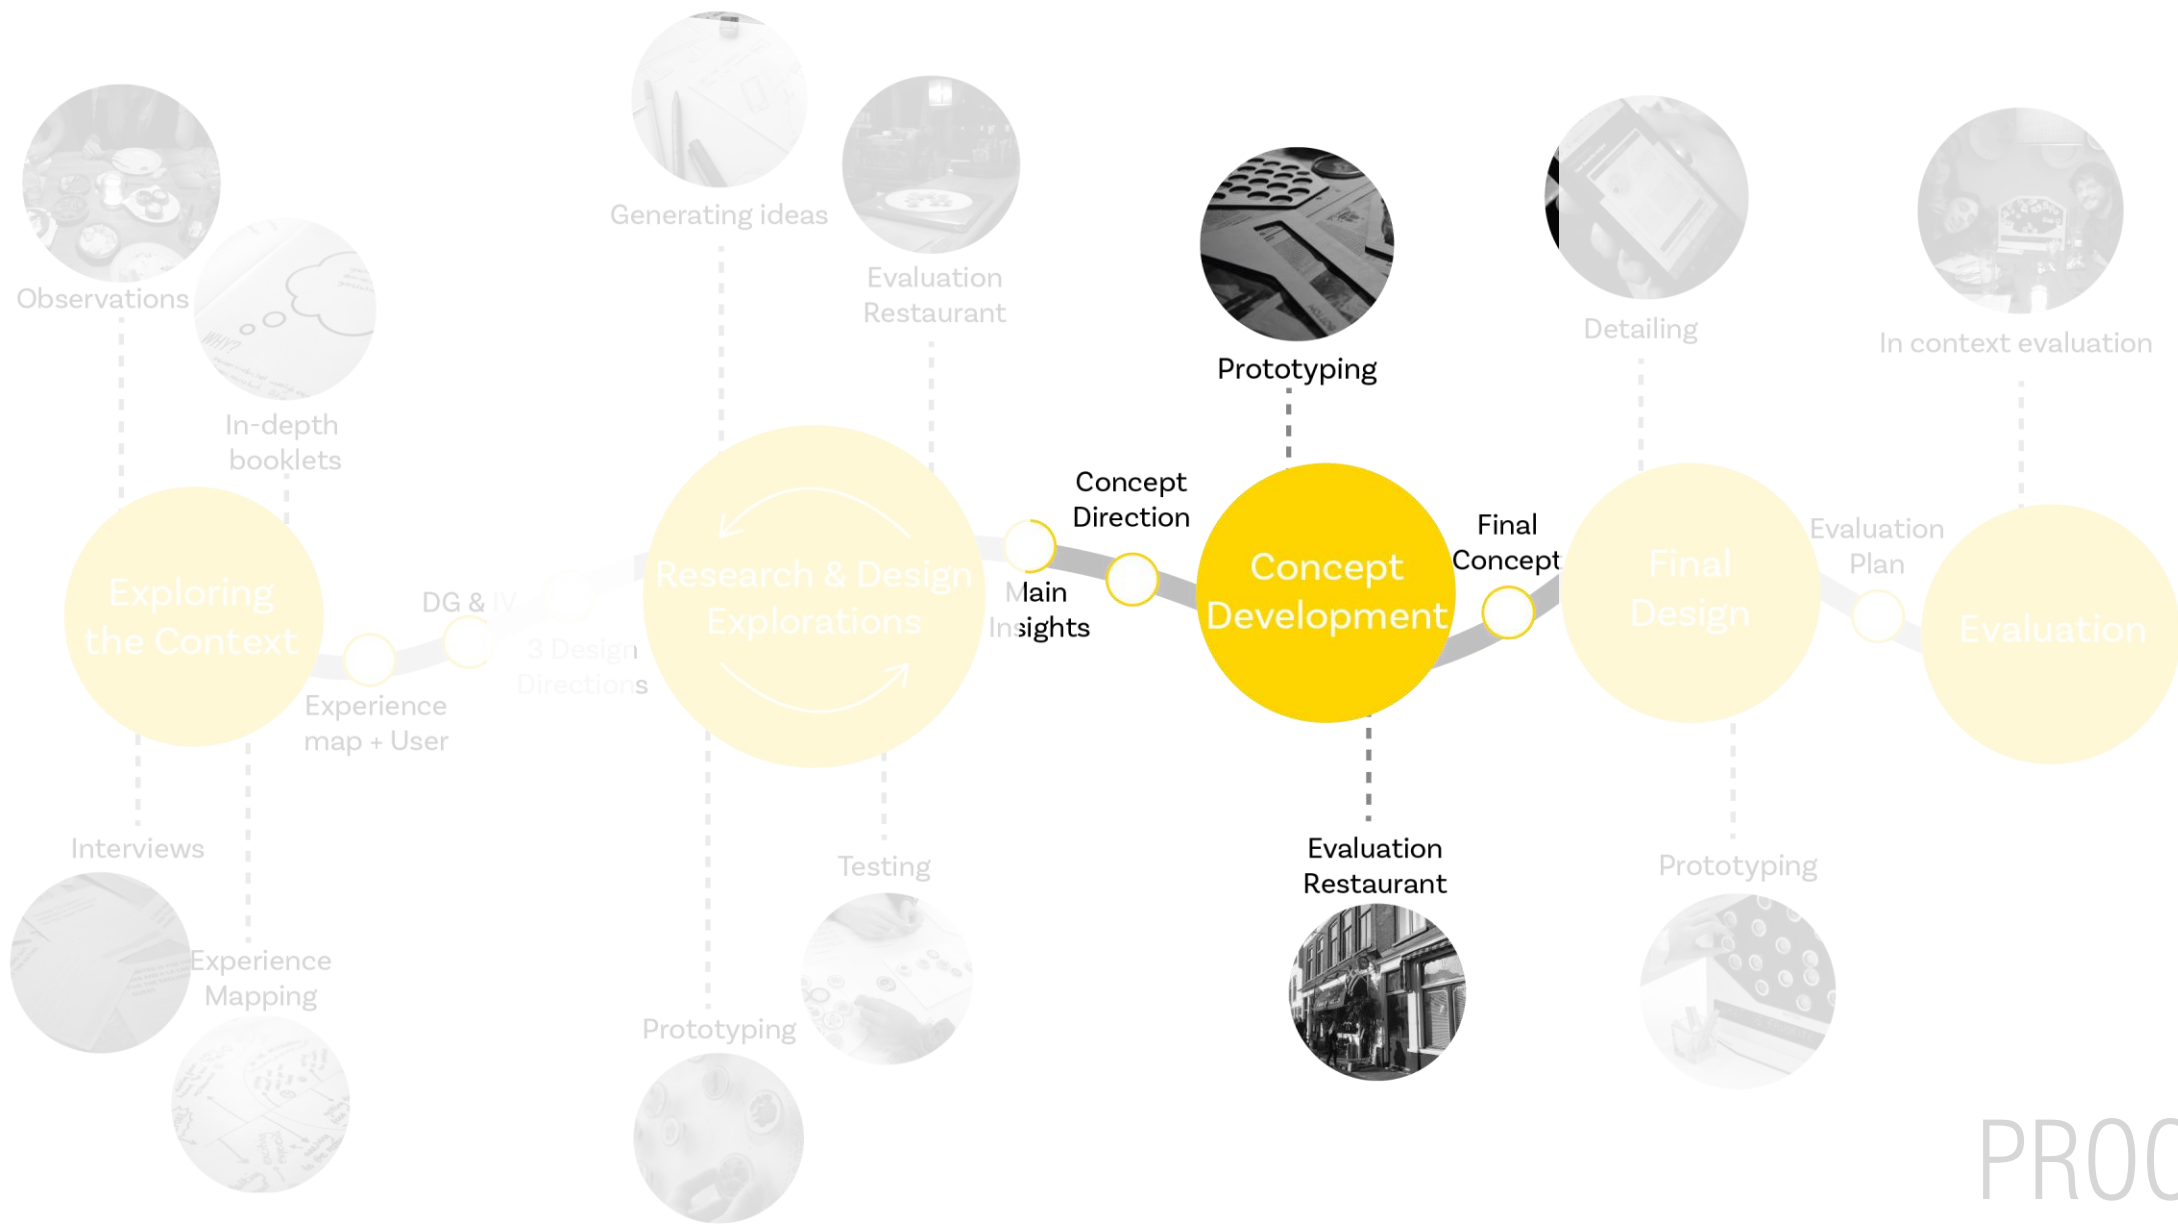 Generating ideas
Evaluation
Restaurant
Observations
In-depth
booklets
Prototyping
Detailing
In context evaluation
Exploring
the Context
DG & IV
Experience
map + User
3 Design
Directions
Research & Design
Explorations
Main
Insights
Concept
Direction
Concept
Development
Final
Concept
Final
Design
Evaluation
Plan
Evaluation
Interviews
Experience
Mapping
Prototyping
Testing
Evaluation
Restaurant
Prototyping
WHY?
PROC